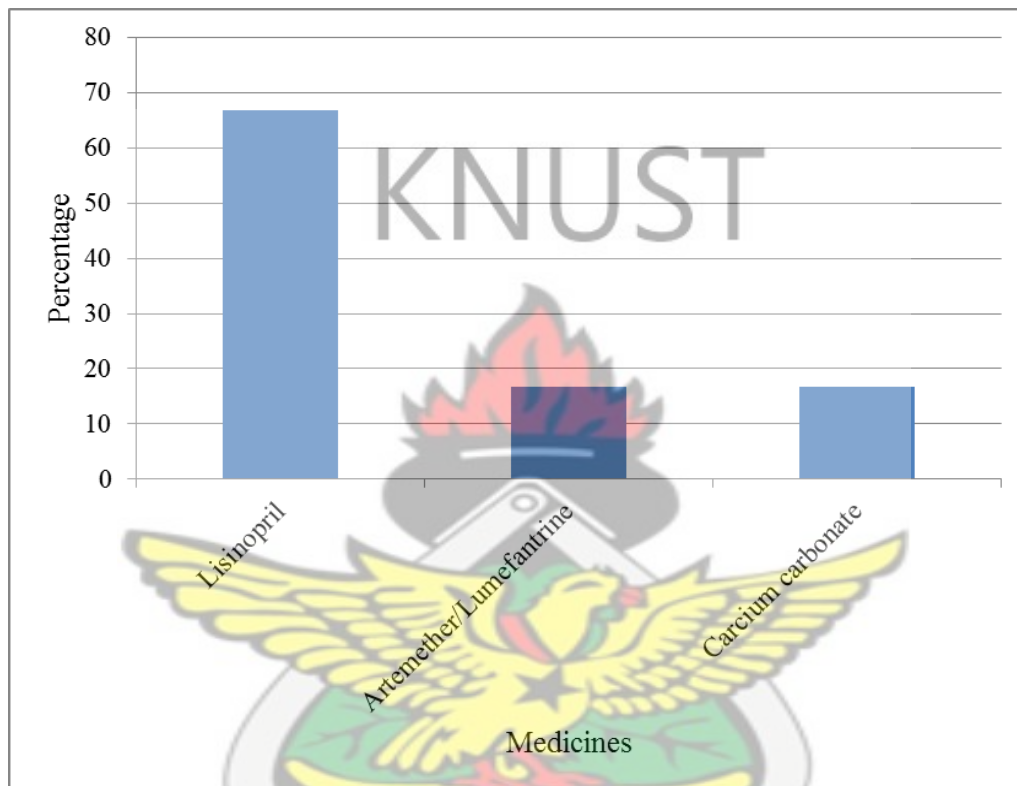 80
70
60
50
40
30
20
10
0
Percentage
KNUST
Lisinopril
Artemether/Lumefantrine
Carcium carbonate
Medicines